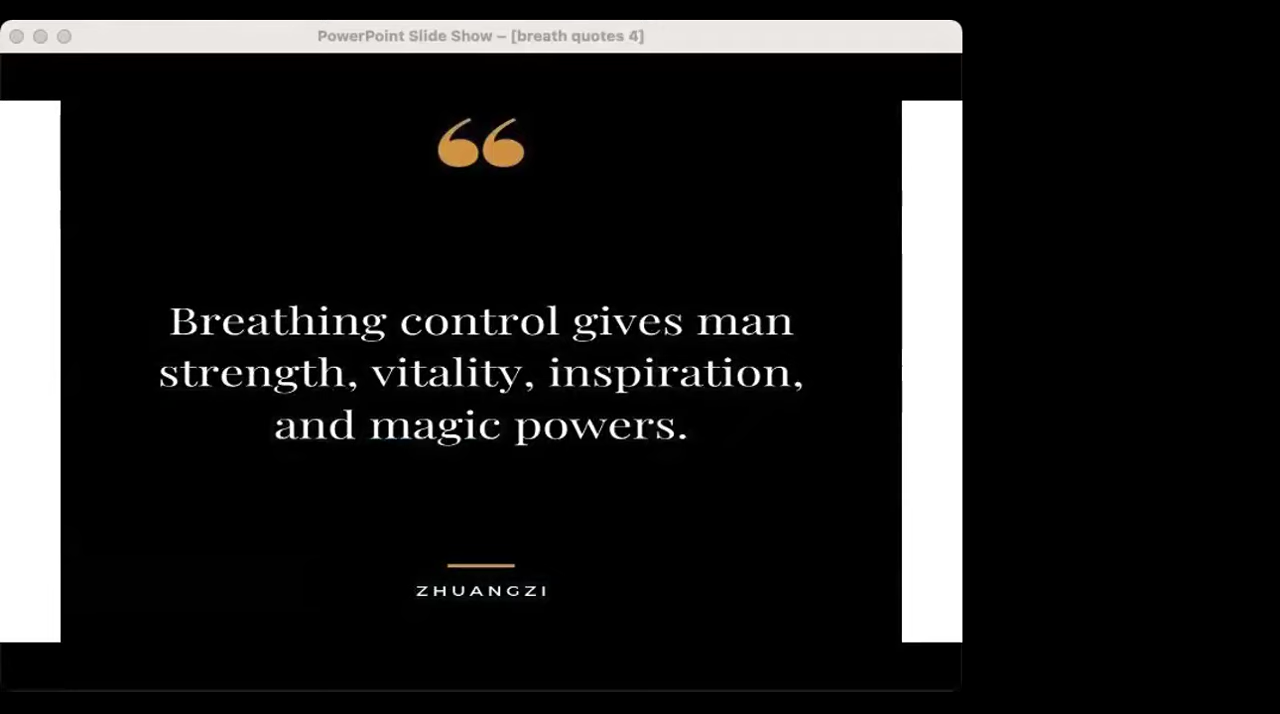 PowerPoint Slide Show – [breath quotes 4]
“
Breathing control gives man
strength, vitality, inspiration,
and magic powers.
ZHUANGZI